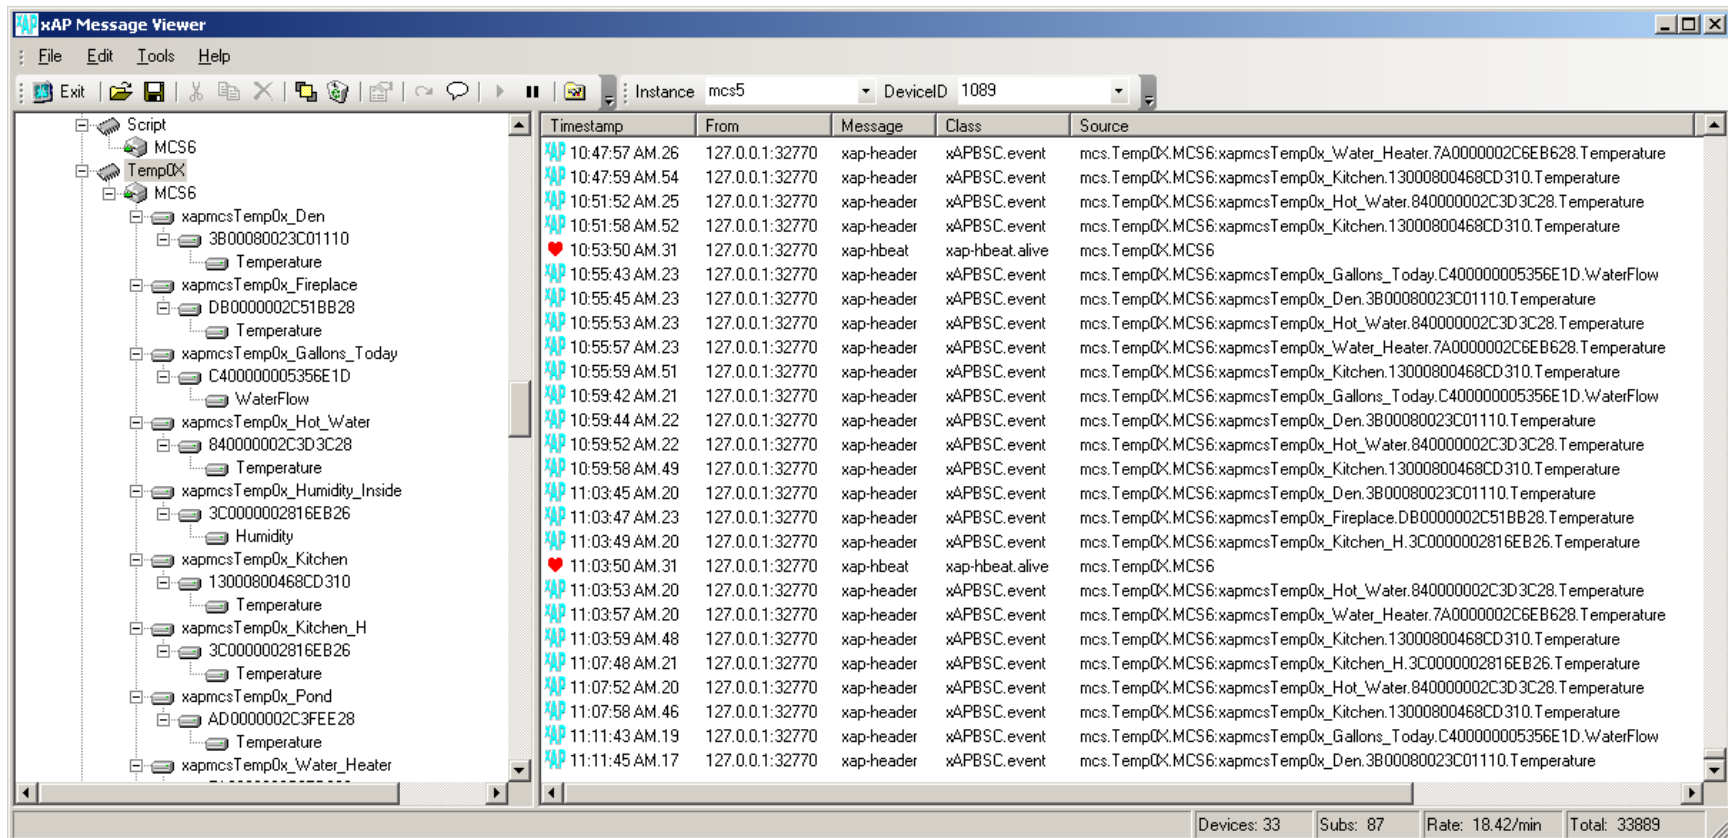 xAP xAP Message Viewer
File Edit Tools Help
Exit Instance mcs5 DeviceID 1089
Script
MCS6
Temp0X
MCS6
xapmcsTemp0x_Den
3B00080023C01110
Temperature
xapmcsTemp0x_Fireplace
DB0000002C51BB28
Temperature
xapmcsTemp0x_Gallons_Today
C400000005356E1D
WaterFlow
xapmcsTemp0x_Hot_Water
840000002C3D3C28
Temperature
xapmcsTemp0x_Humidity_Inside
3C0000002816EB26
Humidity
xapmcsTemp0x_Kitchen
13000800468CD310
Temperature
xapmcsTemp0x_Kitchen_H
3C0000002816EB26
Temperature
xapmcsTemp0x_Pond
AD0000002C3FEE28
Temperature
xapmcsTemp0x_Water_Heater
Timestamp From Message Class Source
xAP 10:47:57 AM.26 127.0.0.1:32770 xap-header xAPBSC.event mcs.Temp0X.MCS6:xapmcsTemp0x_Water_Heater.7A0000002C6EB628.Temperature
xAP 10:47:59 AM.54 127.0.0.1:32770 xap-header xAPBSC.event mcs.Temp0X.MCS6:xapmcsTemp0x_Kitchen.13000800468CD310.Temperature
xAP 10:51:52 AM.25 127.0.0.1:32770 xap-header xAPBSC.event mcs.Temp0X.MCS6:xapmcsTemp0x_Hot_Water.840000002C3D3C28.Temperature
xAP 10:51:58 AM.52 127.0.0.1:32770 xap-header xAPBSC.event mcs.Temp0X.MCS6:xapmcsTemp0x_Kitchen.13000800468CD310.Temperature
10:53:50 AM.31 127.0.0.1:32770 xap-hbeat xap-hbeat.alive mcs.Temp0X.MCS6
xAP 10:55:43 AM.23 127.0.0.1:32770 xap-header xAPBSC.event mcs.Temp0X.MCS6:xapmcsTemp0x_Gallons_Today.C400000005356E1D.WaterFlow
xAP 10:55:45 AM.23 127.0.0.1:32770 xap-header xAPBSC.event mcs.Temp0X.MCS6:xapmcsTemp0x_Den.3B00080023C01110.Temperature
xAP 10:55:53 AM.23 127.0.0.1:32770 xap-header xAPBSC.event mcs.Temp0X.MCS6:xapmcsTemp0x_Hot_Water.840000002C3D3C28.Temperature
xAP 10:55:57 AM.23 127.0.0.1:32770 xap-header xAPBSC.event mcs.Temp0X.MCS6:xapmcsTemp0x_Water_Heater.7A0000002C6EB628.Temperature
xAP 10:55:59 AM.51 127.0.0.1:32770 xap-header xAPBSC.event mcs.Temp0X.MCS6:xapmcsTemp0x_Kitchen.13000800468CD310.Temperature
xAP 10:59:42 AM.21 127.0.0.1:32770 xap-header xAPBSC.event mcs.Temp0X.MCS6:xapmcsTemp0x_Gallons_Today.C400000005356E1D.WaterFlow
xAP 10:59:44 AM.22 127.0.0.1:32770 xap-header xAPBSC.event mcs.Temp0X.MCS6:xapmcsTemp0x_Den.3B00080023C01110.Temperature
xAP 10:59:52 AM.22 127.0.0.1:32770 xap-header xAPBSC.event mcs.Temp0X.MCS6:xapmcsTemp0x_Hot_Water.840000002C3D3C28.Temperature
xAP 10:59:58 AM.49 127.0.0.1:32770 xap-header xAPBSC.event mcs.Temp0X.MCS6:xapmcsTemp0x_Kitchen.13000800468CD310.Temperature
xAP 11:03:45 AM.20 127.0.0.1:32770 xap-header xAPBSC.event mcs.Temp0X.MCS6:xapmcsTemp0x_Den.3B00080023C01110.Temperature
xAP 11:03:47 AM.23 127.0.0.1:32770 xap-header xAPBSC.event mcs.Temp0X.MCS6:xapmcsTemp0x_Fireplace.DB0000002C51BB28.Temperature
xAP 11:03:49 AM.20 127.0.0.1:32770 xap-header xAPBSC.event mcs.Temp0X.MCS6:xapmcsTemp0x_Kitchen_H.3C0000002816EB26.Temperature
11:03:50 AM.31 127.0.0.1:32770 xap-hbeat xap-hbeat.alive mcs.Temp0X.MCS6
xAP 11:03:53 AM.20 127.0.0.1:32770 xap-header xAPBSC.event mcs.Temp0X.MCS6:xapmcsTemp0x_Hot_Water.840000002C3D3C28.Temperature
xAP 11:03:57 AM.20 127.0.0.1:32770 xap-header xAPBSC.event mcs.Temp0X.MCS6:xapmcsTemp0x_Water_Heater.7A0000002C6EB628.Temperature
xAP 11:03:59 AM.48 127.0.0.1:32770 xap-header xAPBSC.event mcs.Temp0X.MCS6:xapmcsTemp0x_Kitchen.13000800468CD310.Temperature
xAP 11:07:48 AM.21 127.0.0.1:32770 xap-header xAPBSC.event mcs.Temp0X.MCS6:xapmcsTemp0x_Kitchen_H.3C0000002816EB26.Temperature
xAP 11:07:52 AM.20 127.0.0.1:32770 xap-header xAPBSC.event mcs.Temp0X.MCS6:xapmcsTemp0x_Hot_Water.840000002C3D3C28.Temperature
xAP 11:07:58 AM.46 127.0.0.1:32770 xap-header xAPBSC.event mcs.Temp0X.MCS6:xapmcsTemp0x_Kitchen.13000800468CD310.Temperature
xAP 11:11:43 AM.19 127.0.0.1:32770 xap-header xAPBSC.event mcs.Temp0X.MCS6:xapmcsTemp0x_Gallons_Today.C400000005356E1D.WaterFlow
xAP 11:11:45 AM.17 127.0.0.1:32770 xap-header xAPBSC.event mcs.Temp0X.MCS6:xapmcsTemp0x_Den.3B00080023C01110.Temperature
Devices: 33 Subs: 87 Rate: 18.42/min Total: 33889